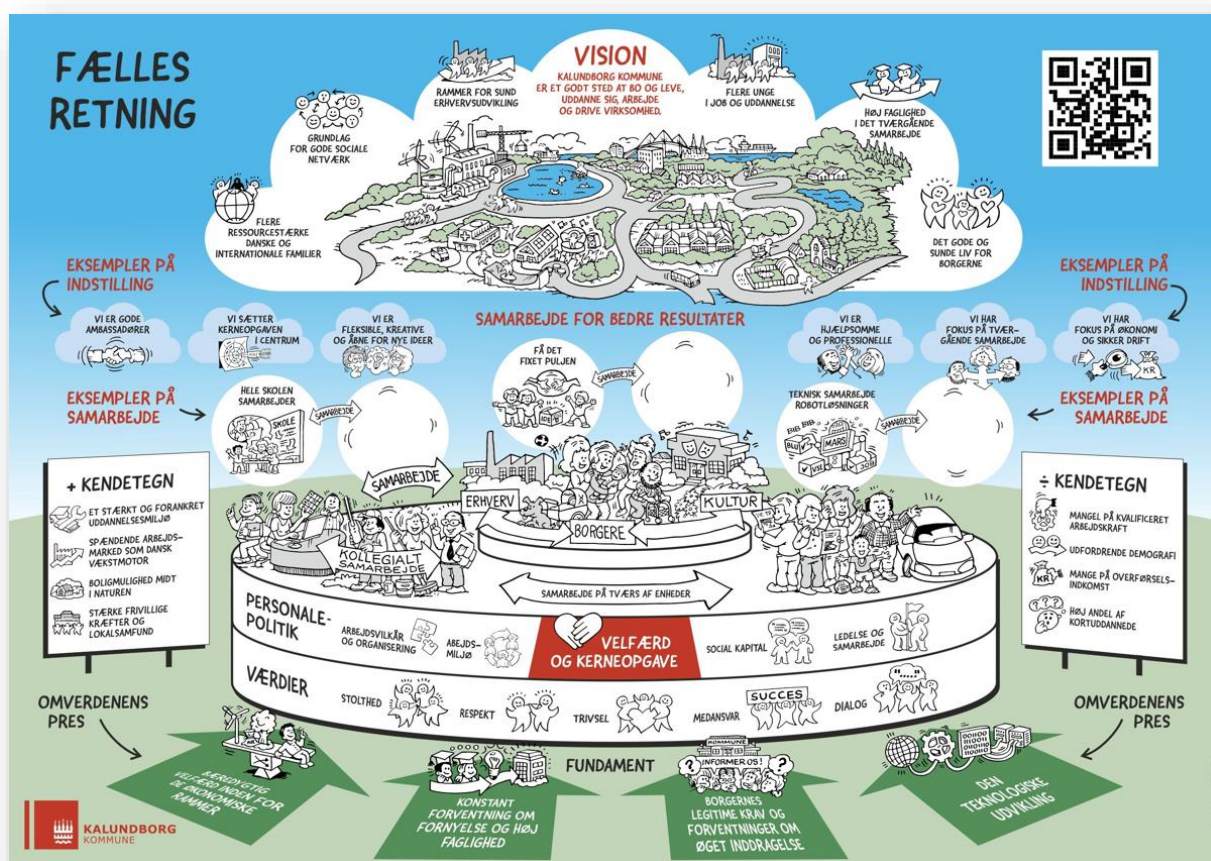 FÆLLES
RETNING
VISION
KALUNDBORG KOMMUNE
ER ET GODT STED AT BO OG LEVE,
UDDANNE SIG, ARBEJDE
OG DRIVE VIRKSOMHED.
RAMMER FOR SUND
ERHVERVSUDVIKLING
FLERE UNGE
I JOB OG UDDANNELSE
GRUNDLAG
FOR GODE SOCIALE
NETVÆRK
HØJ FAGLIGHED
I DET TVÆRGÅENDE
SAMARBEJDE
FLERE
RESSOURCESTÆRKE
DANSKE OG
INTERNATIONALE FAMILIER
DET GODE OG
SUNDE LIV FOR
BORGERNE
EKSEMPLER PÅ
INDSTILLING
EKSEMPLER PÅ
INDSTILLING
VI ER GODE
AMBASSADØRER
VI SÆTTER
KERNEOPGAVEN
I CENTRUM
VI ER
FLEKSIBLE, KREATIVE
OG ÅBNE FOR NYE IDEER
SAMARBEJDE FOR BEDRE RESULTATER
VI ER
HJÆLPSOMME
OG PROFESSIONELLE
VI HAR
FOKUS PÅ TVÆR-
GÅENDE SAMARBEJDE
VI HAR
FOKUS PÅ ØKONOMI
OG SIKKER DRIFT
KR
EKSEMPLER PÅ
SAMARBEJDE
HELE SKOLEN
SAMARBEJDER
SKOLE
SAMARBEJDE
FÅ DET
FIXET PULJEN
IDE
SAMARBEJDE
TEKNISK SAMARBEJDE
ROBOTLØSNINGER
BIB
BLU
MARS
VSE
JOB
SAMARBEJDE
EKSEMPLER PÅ
SAMARBEJDE
+ KENDETEGN
ET STÆRKT OG FORANKRET
UDDANNELSESMILJØ
SPÆNDENDE ARBEJDS-
MARKED SOM DANSK
VÆKSTMOTOR
BOLIGMULIGHED MIDT
I NATUREN
STÆRKE FRIVILLIGE
KRÆFTER OG
LOKALSAMFUND
SAMARBEJDE
ERHVERV
BORGERE
KULTUR
KOLLEGIALT
SAMARBEJDE
SAMARBEJDE PÅ TVÆRS AF ENHEDER
÷ KENDETEGN
MANGEL PÅ KVALIFICERET
ARBEJDSKRAFT
UDFORDRENDE DEMOGRAFI
KR
MANGE PÅ OVERFØRSELS-
INDKOMST
HØJ ANDEL AF
KORTUDDANNEDE
PERSONALE-
POLITIK
ARBEJDSVILKÅR
OG ORGANISERING
ABEJDS-
MILJØ
VELFÆRD
OG KERNEOPGAVE
SOCIAL KAPITAL
LEDELSE OG
SAMARBEJDE
VÆRDIER
STOLTHED
RESPEKT
TRIVSEL
MEDANSVAR
SUCCES
DIALOG
OMVERDENENS
PRES
OMVERDENENS
PRES
FUNDAMENT
BÆREDYGTIG
VELFÆRD INDEN FOR
DE ØKONOMISKE
RAMMER
KONSTANT
FORVENTNING OM
FORNYELSE OG HØJ
FAGLIGHED
KOMMUNE
INFORMER OS!
BORGERNES
LEGITIME KRAV OG
FORVENTNINGER OM
ØGET INDDRAGELSE
DEN
TEKNOLOGISKE
UDVIKLING
KALUNDBORG
KOMMUNE